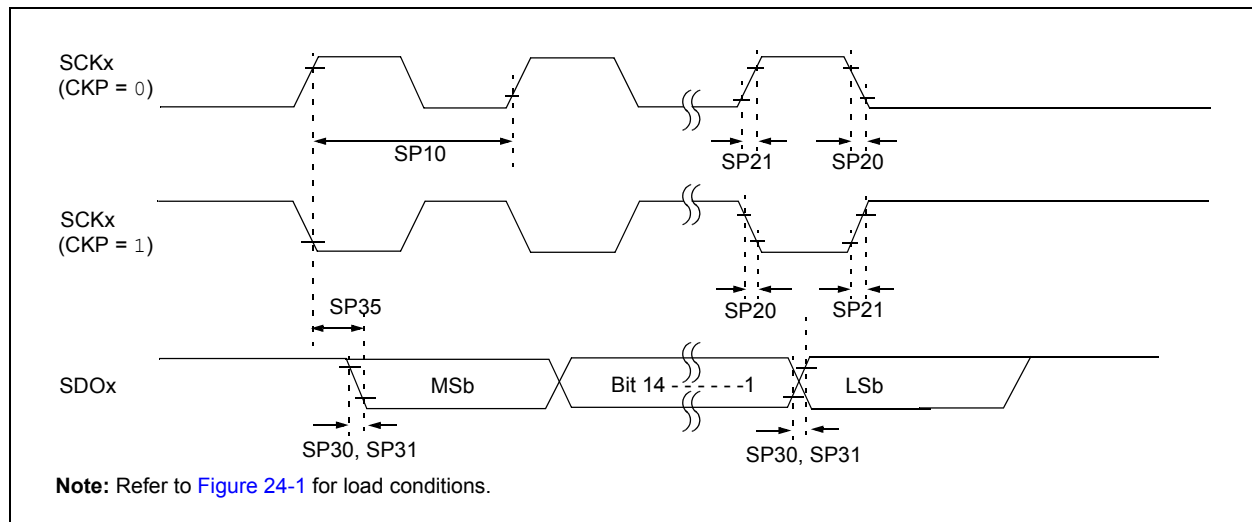 SCKx
(CKP = 0)
SP10
SP21
SP20
SCKx
(CKP = 1)
SP35
SP20
SP21
SDOx
MSb
Bit 14 - - - - - -1
LSb
SP30, SP31
SP30, SP31
Note: Refer to Figure 24-1 for load conditions.